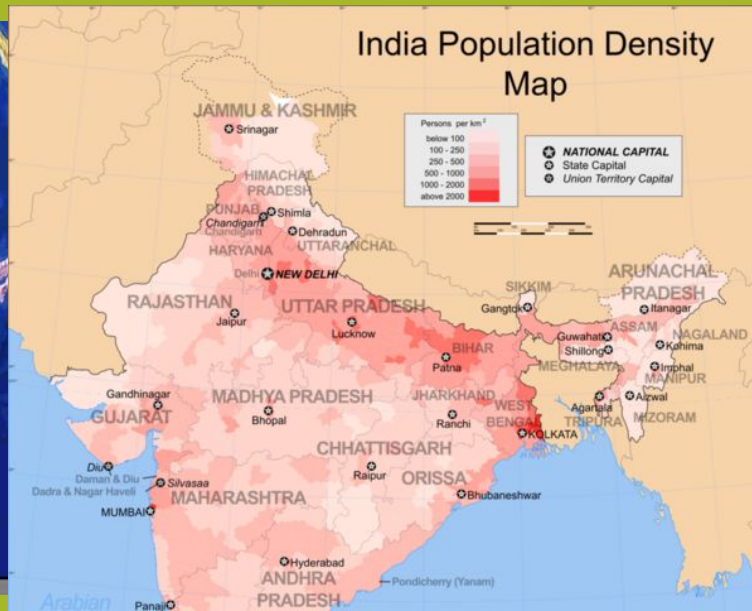 India Population Density
Map
Persons per km²
below 100
100 - 250
250 - 500
500 - 1000
1000 - 2000
above 2000
NATIONAL CAPITAL
State Capital
Union Territory Capital
JAMMU & KASHMIR
Srinagar
HIMACHAL
PRADESH
PUNJAB
Shimla
Chandigarh
Chandigarh
Dehradun
UTTARANCHAL
HARYANA
Delhi
NEW DELHI
RAJASTHAN
Jaipur
UTTAR PRADESH
Lucknow
SIKKIM
Gangtok
ARUNACHAL
PRADESH
Itanagar
ASSAM
Guwahati
NAGALAND
Kohima
Shillong
MEGHALAYA
Imphal
MANIPUR
BIHAR
Patna
Gandhinagar
GUJARAT
MADHYA PRADESH
Bhopal
JHARKHAND
Ranchi
WEST
BENGAL
KOLKATA
Agartala
TRIPURA
Aizwal
MIZORAM
CHHATTISGARH
Raipur
ORISSA
Bhubaneshwar
Diu
Daman & Diu
Dadra & Nagar Haveli
Silvasaa
MAHARASHTRA
MUMBAI
Hyderabad
ANDHRA
PRADESH
Pondicherry (Yanam)
Panaji
Arabian